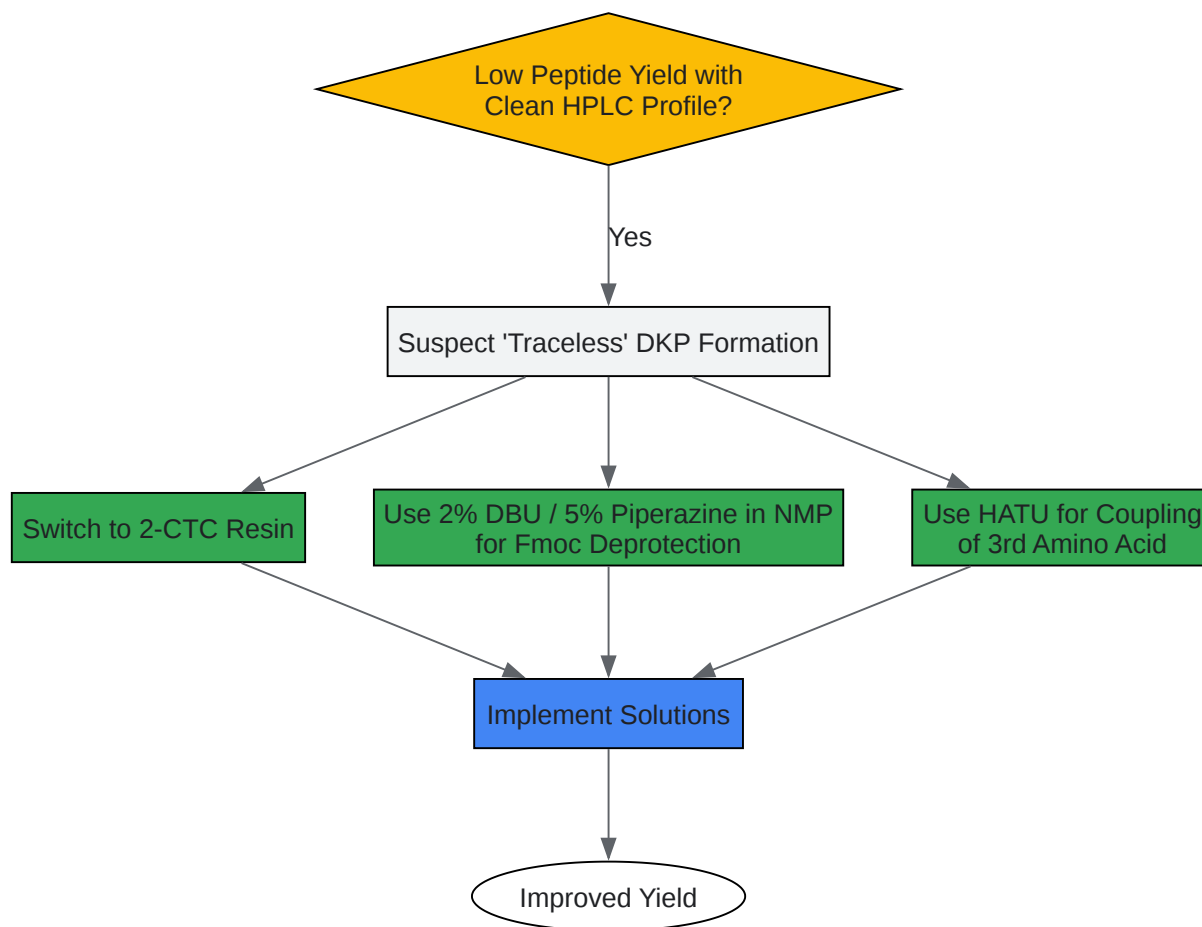 Low Peptide Yield with
Clean HPLC Profile?
Yes
Suspect 'Traceless' DKP Formation
Switch to 2-CTC Resin
Use 2% DBU / 5% Piperazine in NMP
for Fmoc Deprotection
Use HATU for Coupling
of 3rd Amino Acid
Implement Solutions
Improved Yield